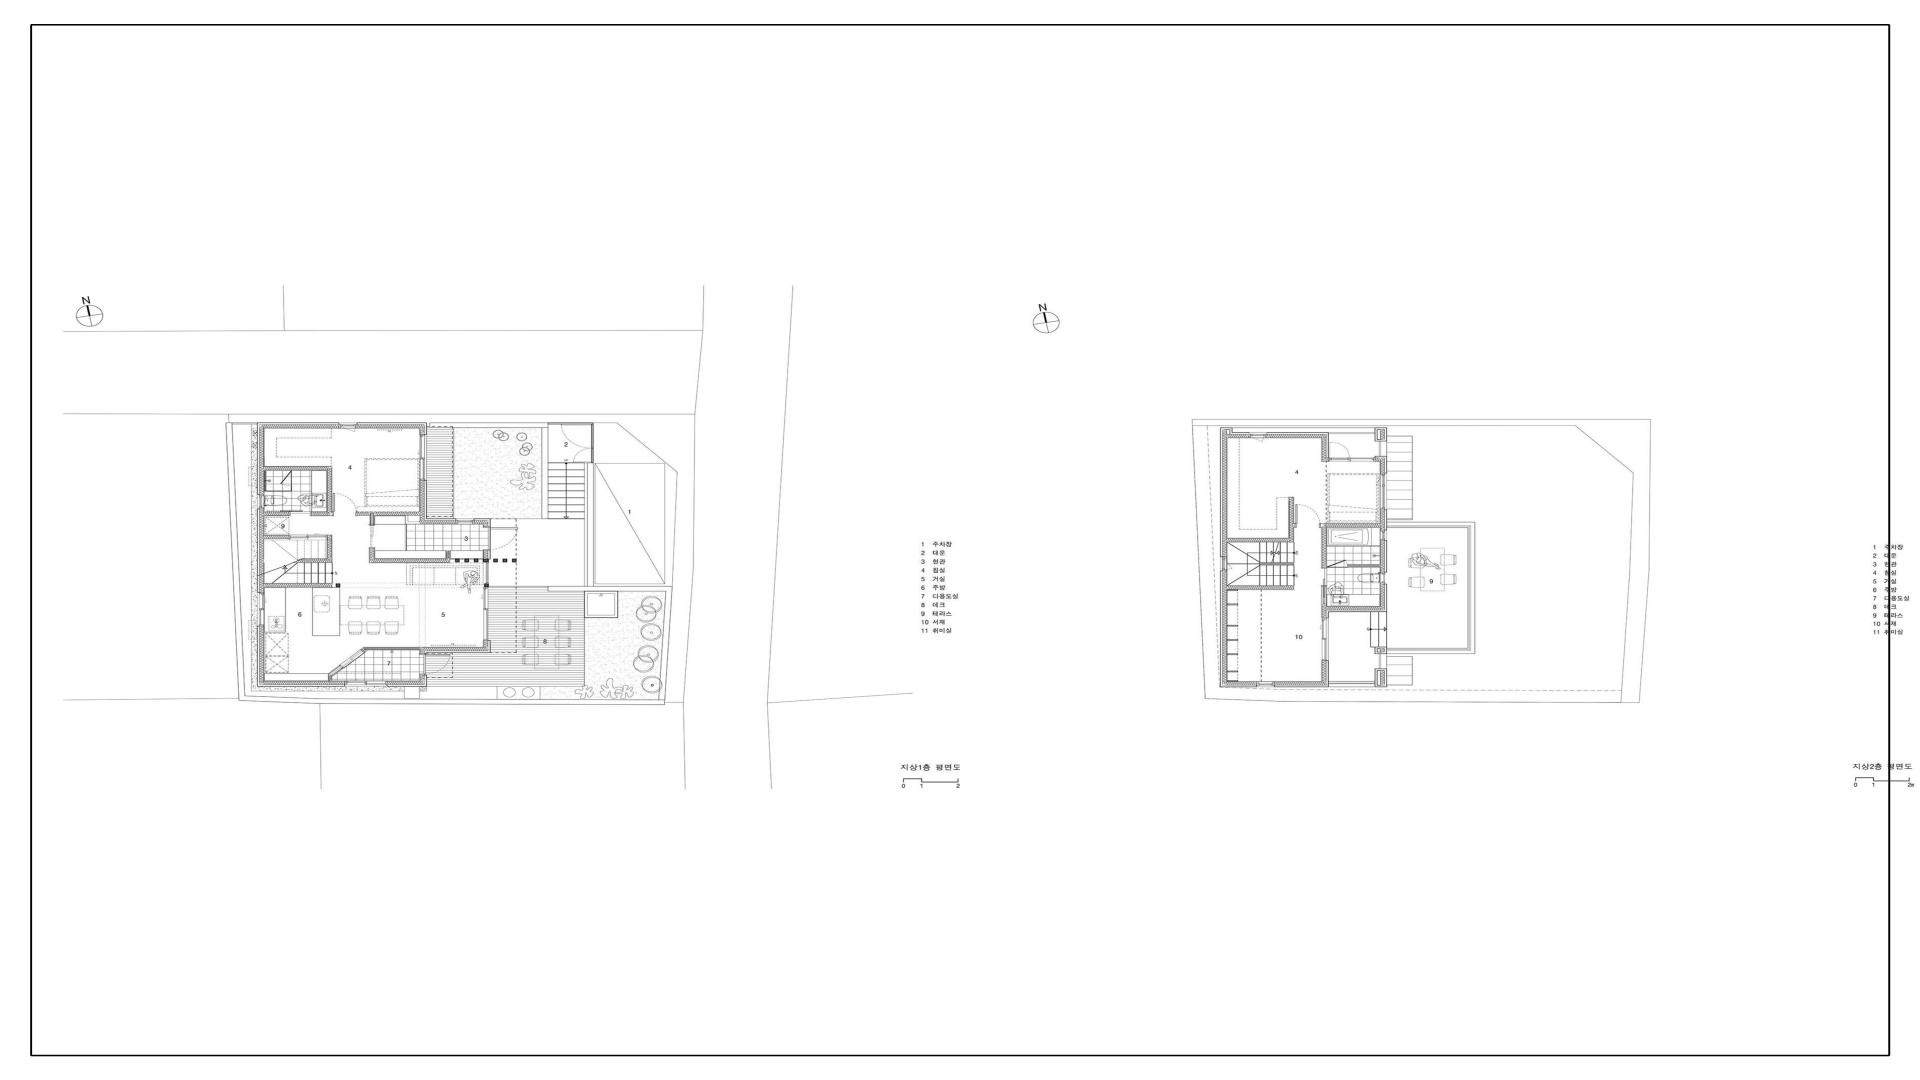 N
N
4
2
4
1
9
3
9
6
5
8
7
10
1 주차장
2 대문
3 현관
4 침실
5 거실
6 주방
7 다용도실
8 데크
9 테라스
10 서재
11 취미실
1 주차장
2 대문
3 현관
4 침실
5 거실
6 주방
7 다용도실
8 데크
9 테라스
10 서재
11 취미실
지상1층 평면도
0 1 2
지상2층 평면도
0 1 2m